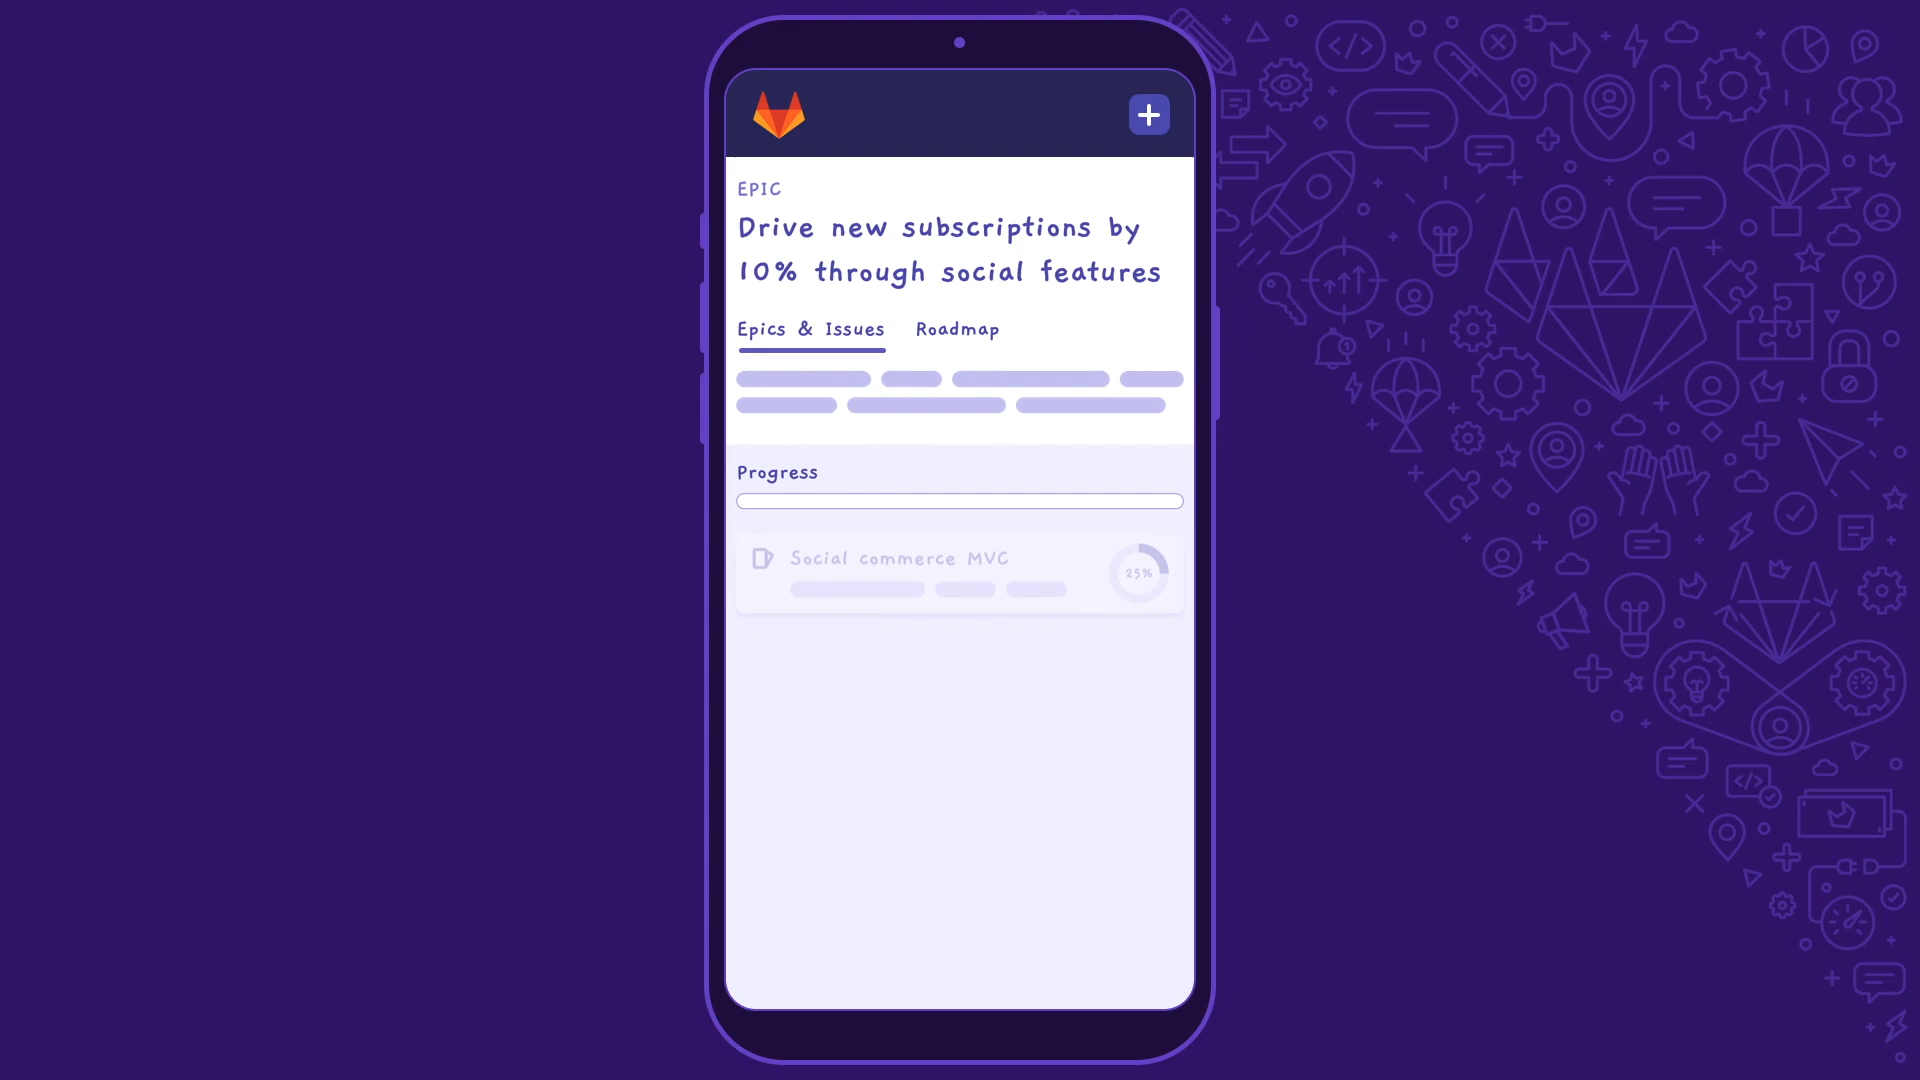 EPIC
Drive new subscriptions by
10% through social features
Epics & Issues Roadmap
Progress
Social commerce MVC
25%